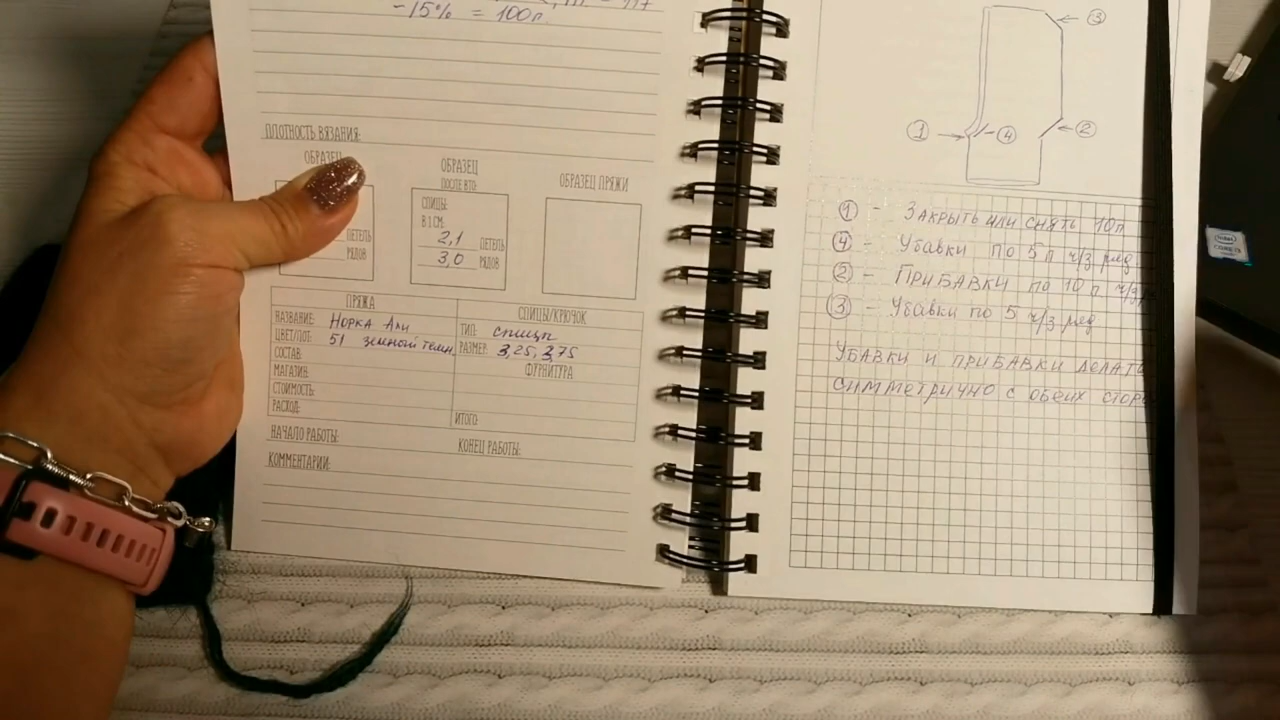 -15% = 100п.
ПЛОТНОСТЬ ВЯЗАНИЯ:
ОБРАЗЕЦ
ПЕТЕЛЬ
РЯДОВ
ОБРАЗЕЦ
ПОСЛЕ ВТО:
СПИЦЫ:
В 1 СМ:
2,1 ПЕТЕЛЬ
3,0 РЯДОВ
ОБРАЗЕЦ ПРЯЖИ
ПРЯЖА
НАЗВАНИЕ: Норка Али
ЦВЕТ/ЛОТ: 51 зеленый темн.
СОСТАВ:
МАГАЗИН:
СТОИМОСТЬ:
РАСХОД:
СПИЦЫ/КРЮЧОК
ТИП: спицы
РАЗМЕР: 3,25, 3,75
ФУРНИТУРА
ИТОГО:
НАЧАЛО РАБОТЫ:
КОНЕЦ РАБОТЫ:
КОММЕНТАРИИ:
3
1
4
2
1 - ЗАКРЫТЬ ИЛИ СНЯТЬ 10п
4 - Убавки по 5п ч/з ряд
2 - ПРИБАВКИ по 10 п ч/з
3 - Убавки по 5 ч/з ряд
УБАВКИ И ПРИБАВКИ ДЕЛАТЬ
СИММЕТРИЧНО С ОБЕИХ СТОРО
intel